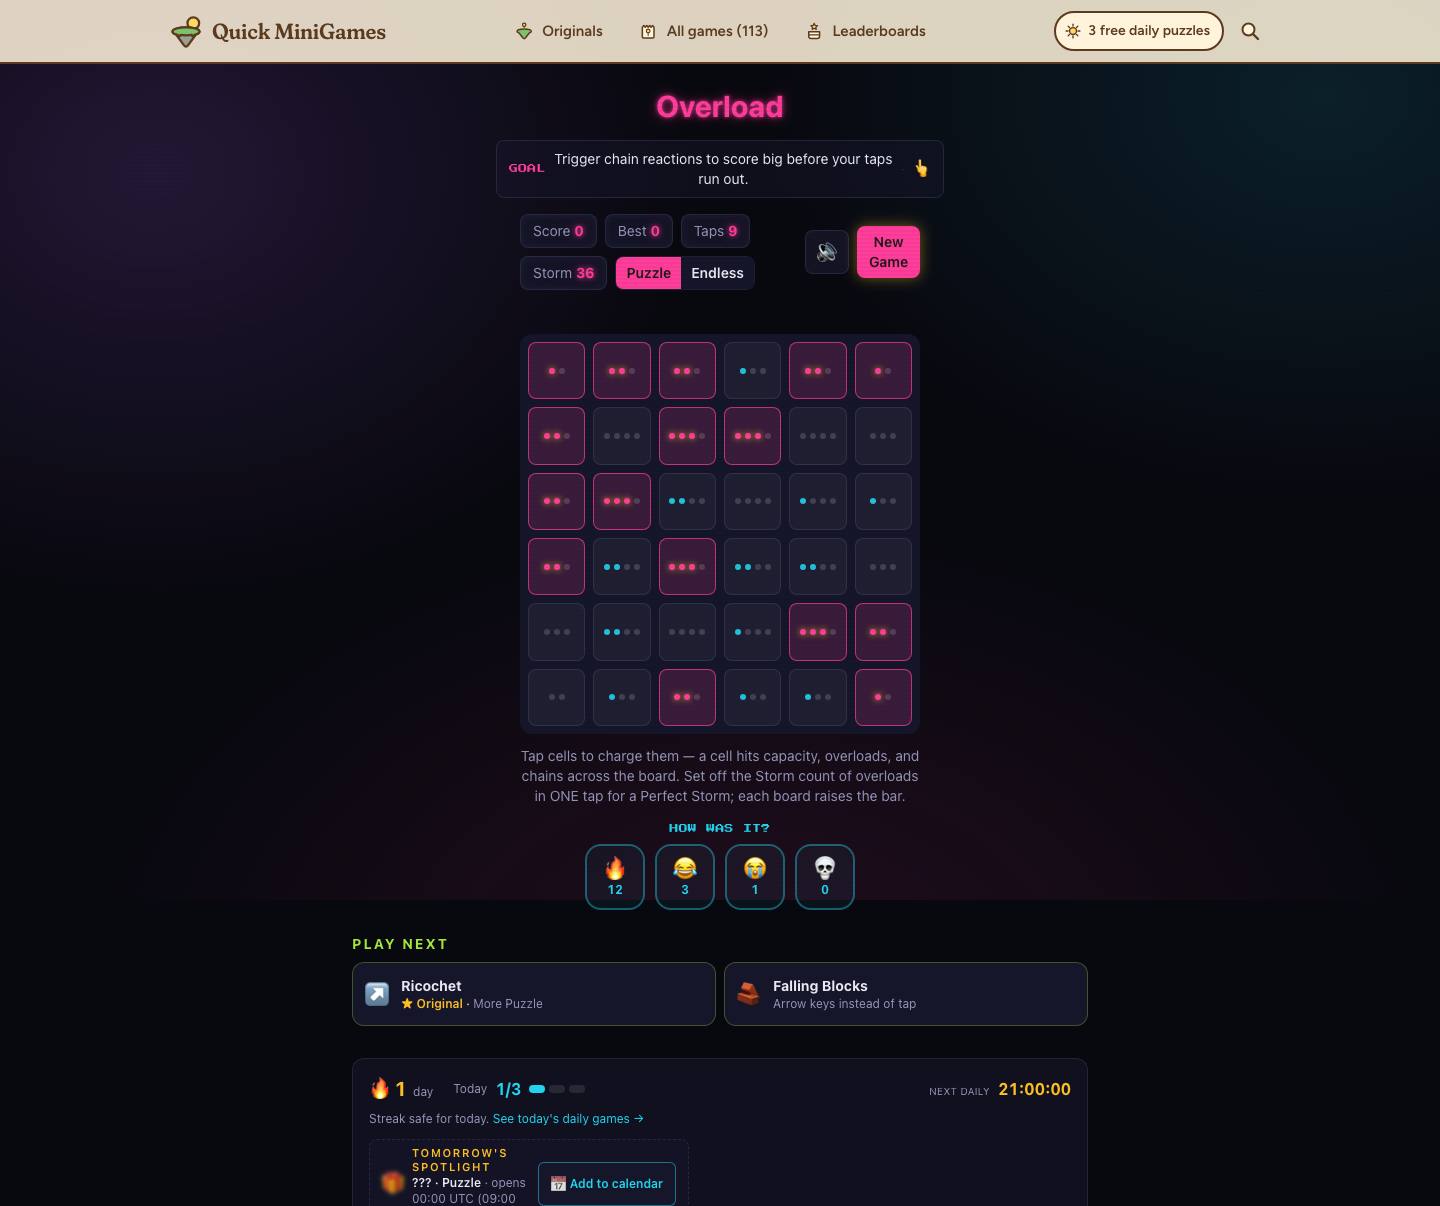 Quick MiniGames
Originals
All games (113)
Leaderboards
3 free daily puzzles
Overload
GOAL
Trigger chain reactions to score big before your taps
run out.
Score 0
Best 0
Taps 9
Storm 36
Puzzle
Endless
New
Game
Tap cells to charge them — a cell hits capacity, overloads, and
chains across the board. Set off the Storm count of overloads
in ONE tap for a Perfect Storm; each board raises the bar.
HOW WAS IT?
12
3
1
0
PLAY NEXT
Ricochet
Original · More Puzzle
Falling Blocks
Arrow keys instead of tap
1 day
Today 1/3
NEXT DAILY 21:00:00
Streak safe for today. See today's daily games →
TOMORROW'S
SPOTLIGHT
??? · Puzzle · opens
00:00 UTC (09:00
Add to calendar